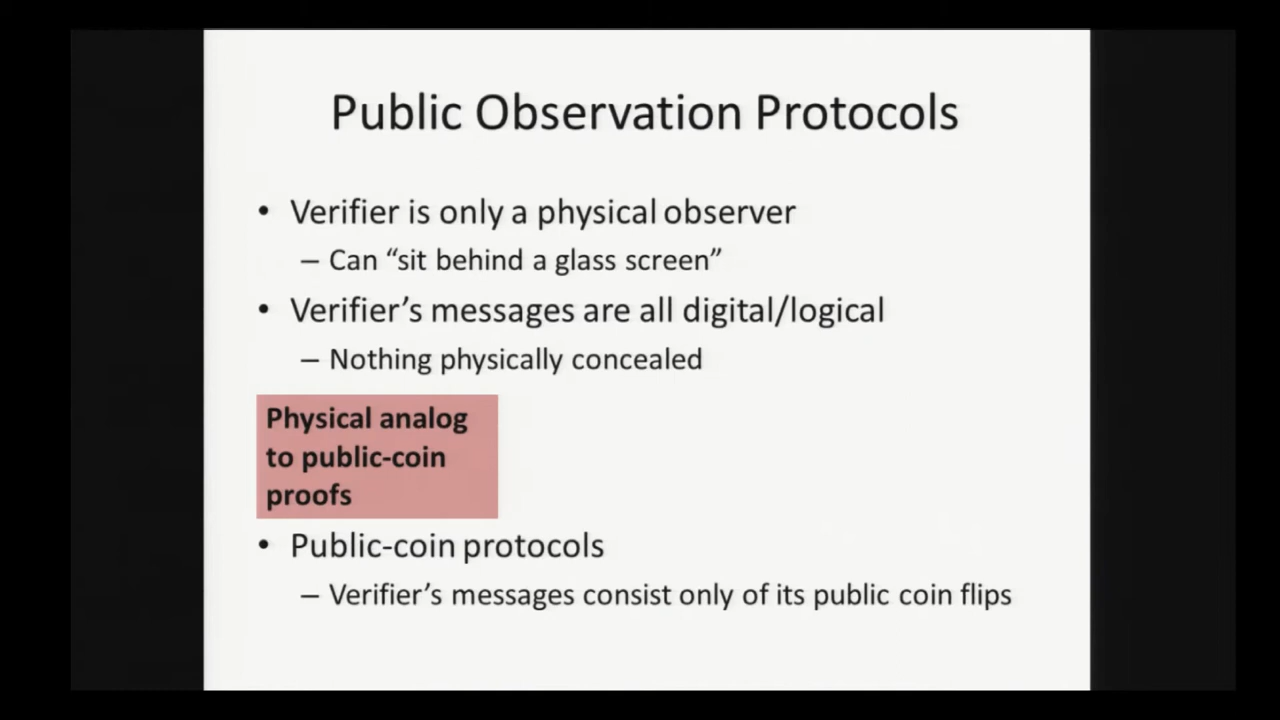 Public Observation Protocols
• Verifier is only a physical observer
– Can “sit behind a glass screen”
• Verifier’s messages are all digital/logical
– Nothing physically concealed
Physical analog
to public-coin
proofs
• Public-coin protocols
– Verifier’s messages consist only of its public coin flips